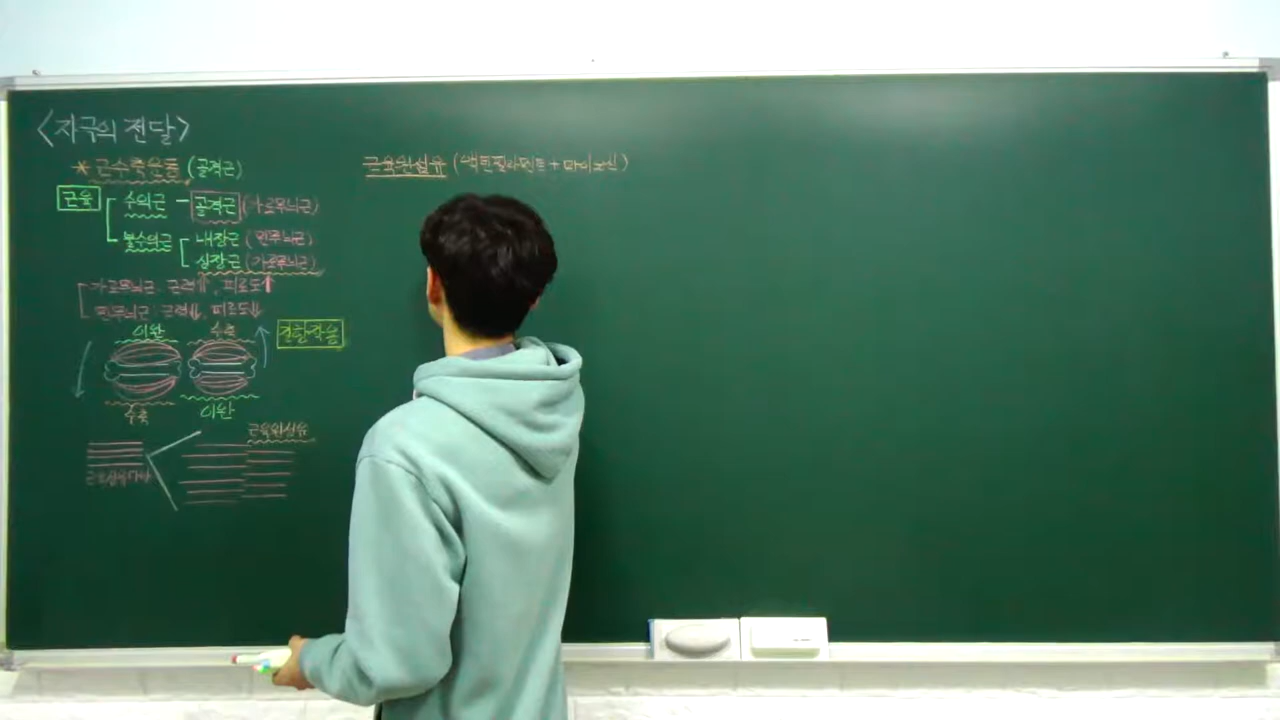 <자극의 전달>
* 근수축운동 (골격근)
근육 수의근 - 골격근 (가로무늬근)
불수의근 내장근 (민무늬근)
심장근 (가로무늬근)
가로무늬근: 근력⇑, 피로도⇑
민무늬근: 근력⇓, 피로도⇓
이완 수축
길항작용
수축 이완
근육원섬유
근육섬유다발
근육원섬유 (액틴필라멘트 + 마이오신)